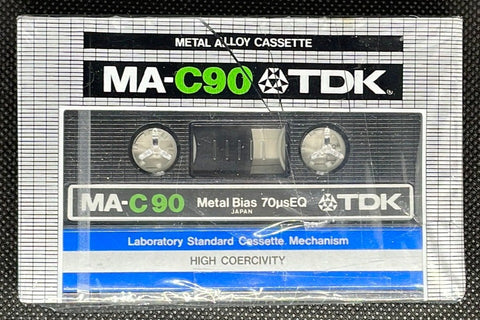 METAL ALLOY CASSETTE
MA-C90 TDK
MA-C90 Metal Bias 70µsEQ TDK
JAPAN
Laboratory Standard Cassette Mechanism
HIGH COERCIVITY